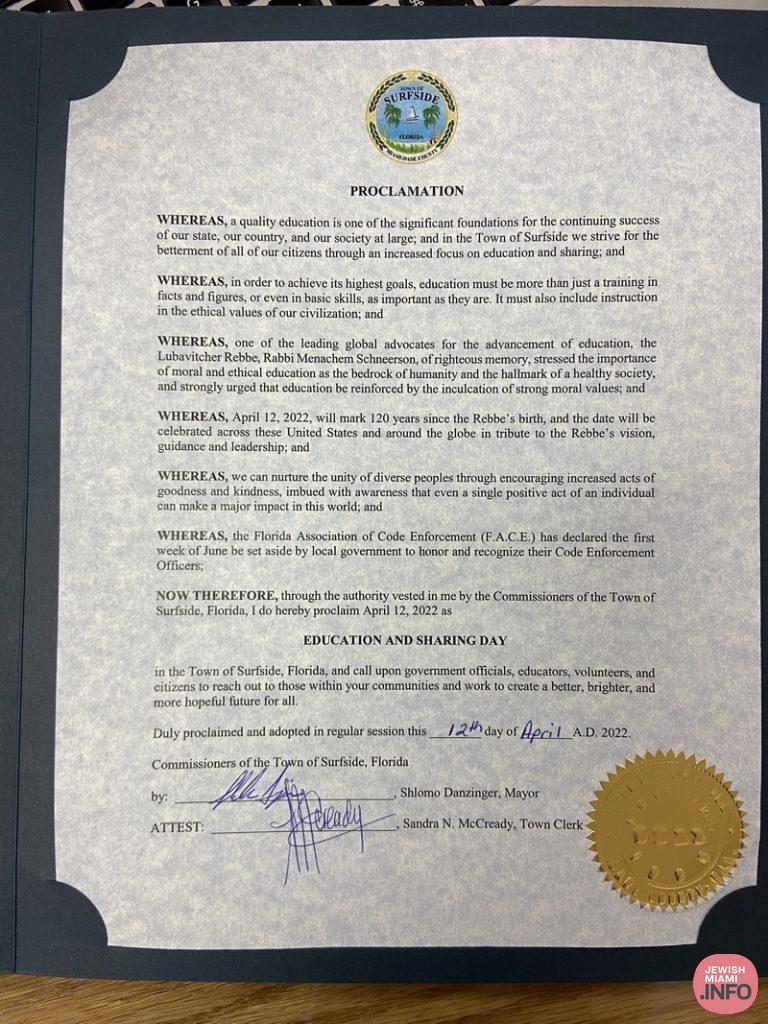 TOWN OF
SURFSIDE
FLORIDA
MIAMI-DADE COUNTY
PROCLAMATION
WHEREAS, a quality education is one of the significant foundations for the continuing success
of our state, our country, and our society at large; and in the Town of Surfside we strive for the
betterment of all of our citizens through an increased focus on education and sharing; and
WHEREAS, in order to achieve its highest goals, education must be more than just a training in
facts and figures, or even in basic skills, as important as they are. It must also include instruction
in the ethical values of our civilization; and
WHEREAS, one of the leading global advocates for the advancement of education, the
Lubavitcher Rebbe, Rabbi Menachem Schneerson, of righteous memory, stressed the importance
of moral and ethical education as the bedrock of humanity and the hallmark of a healthy society,
and strongly urged that education be reinforced by the inculcation of strong moral values; and
WHEREAS, April 12, 2022, will mark 120 years since the Rebbe's birth, and the date will be
celebrated across these United States and around the globe in tribute to the Rebbe's vision,
guidance and leadership; and
WHEREAS, we can nurture the unity of diverse peoples through encouraging increased acts of
goodness and kindness, imbued with awareness that even a single positive act of an individual
can make a major impact in this world; and
WHEREAS, the Florida Association of Code Enforcement (F.A.C.E.) has declared the first
week of June be set aside by local government to honor and recognize their Code Enforcement
Officers;
NOW THEREFORE, through the authority vested in me by the Commissioners of the Town of
Surfside, Florida, I do hereby proclaim April 12, 2022 as
EDUCATION AND SHARING DAY
in the Town of Surfside, Florida, and call upon government officials, educators, volunteers, and
citizens to reach out to those within your communities and work to create a better, brighter, and
more hopeful future for all.
Duly proclaimed and adopted in regular session this 12th day of April A.D. 2022.
Commissioners of the Town of Surfside, Florida
by: , Shlomo Danzinger, Mayor
ATTEST: McCready, Sandra N. McCready, Town Clerk
JEWISH
MIAMI
.INFO